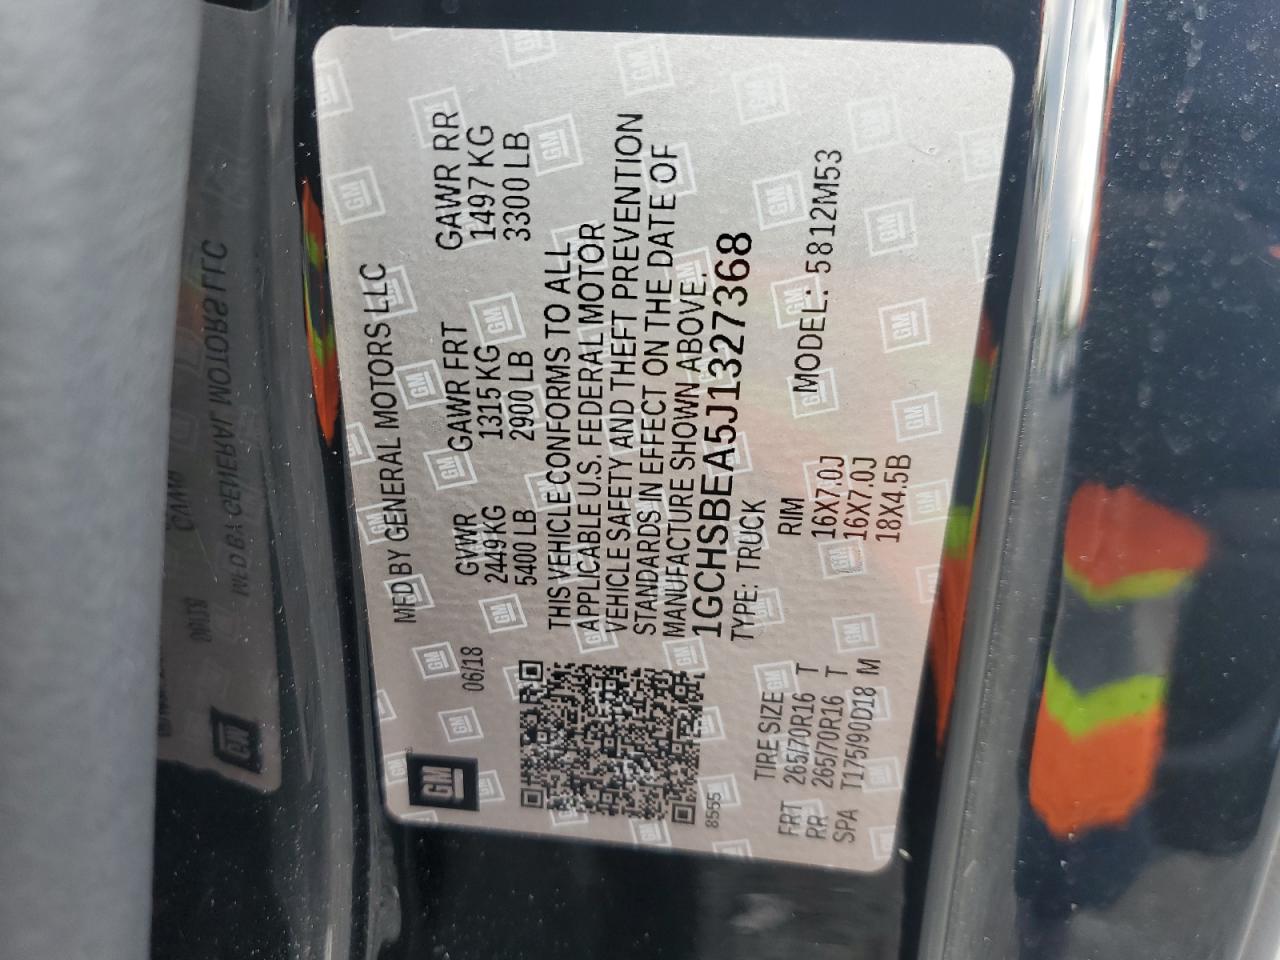 GM
MFD BY GENERAL MOTORS LLC
06/18
GVWR GAWR FRT GAWR RR
2449 KG 1315 KG 1497 KG
5400 LB 2900 LB 3300 LB
THIS VEHICLE CONFORMS TO ALL
APPLICABLE U.S. FEDERAL MOTOR
VEHICLE SAFETY AND THEFT PREVENTION
STANDARDS IN EFFECT ON THE DATE OF
MANUFACTURE SHOWN ABOVE.
1GCHSBEA5J1327368
8555
TYPE: TRUCK
MODEL: 5812M53
TIRE SIZE RIM
FRT 265/70R16 T 16X7.0J
RR 265/70R16 T 16X7.0J
SPA T175/90D18 M 18X4.5B